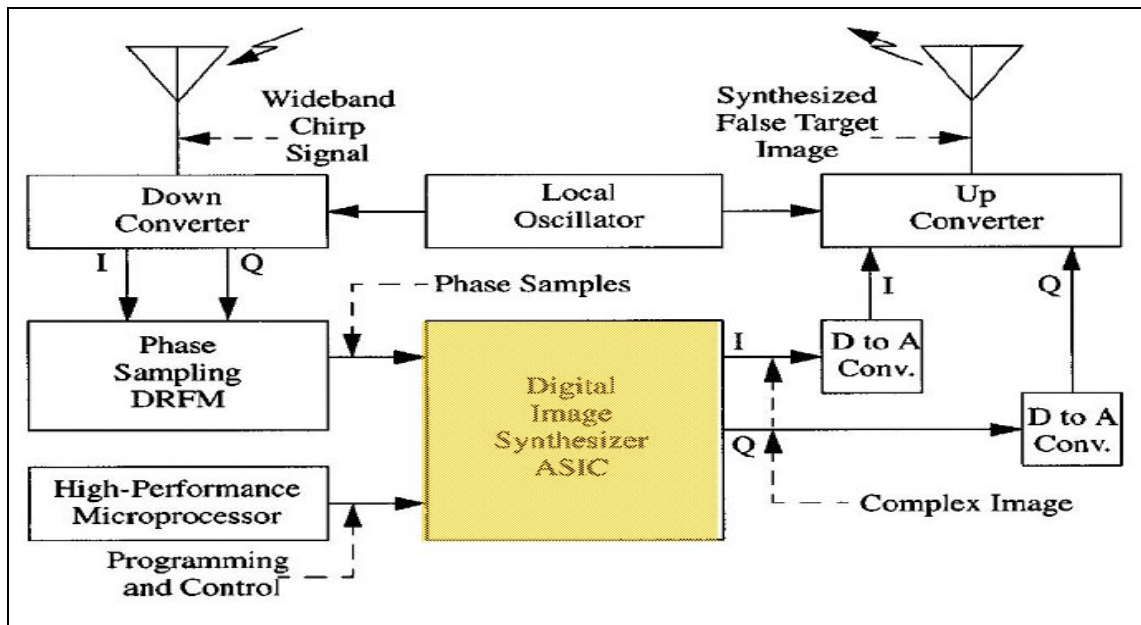 Wideband
Chirp
Signal
Synthesized
False Target
Image
Down
Converter
Local
Oscillator
Up
Converter
I
Q
Phase Samples
I
Q
Phase
Sampling
DRFM
Digital
Image
Synthesizer
ASIC
I
D to A
Conv.
Q
D to A
Conv.
High-Performance
Microprocessor
Complex Image
Programming
and Control